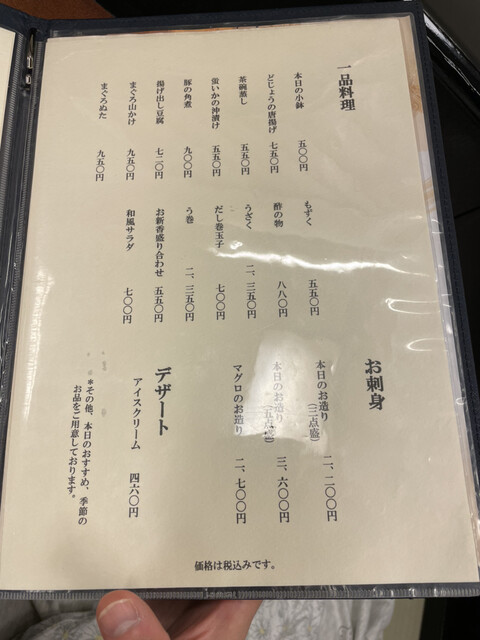 一品料理
本日の小鉢 五〇〇円
どじょうの唐揚げ 七五〇円
茶碗蒸し 五五〇円
蛍いかの沖漬け 五五〇円
豚の角煮 九〇〇円
揚げ出し豆腐 七二〇円
まぐろ山かけ 九五〇円
まぐろぬた 九五〇円
もずく 五五〇円
酢の物 八八〇円
うざく 二、三五〇円
だし巻玉子 七〇〇円
う巻 二、三五〇円
お新香盛り合わせ 五五〇円
和風サラダ 七〇〇円
お刺身
本日のお造り(三点盛) 二、二〇〇円
本日のお造り(五点盛) 三、六〇〇円
マグロのお造り 二、七〇〇円
デザート
アイスクリーム 四六〇円
*その他、本日のおすすめ、季節の
お品をご用意しております。
価格は税込みです。